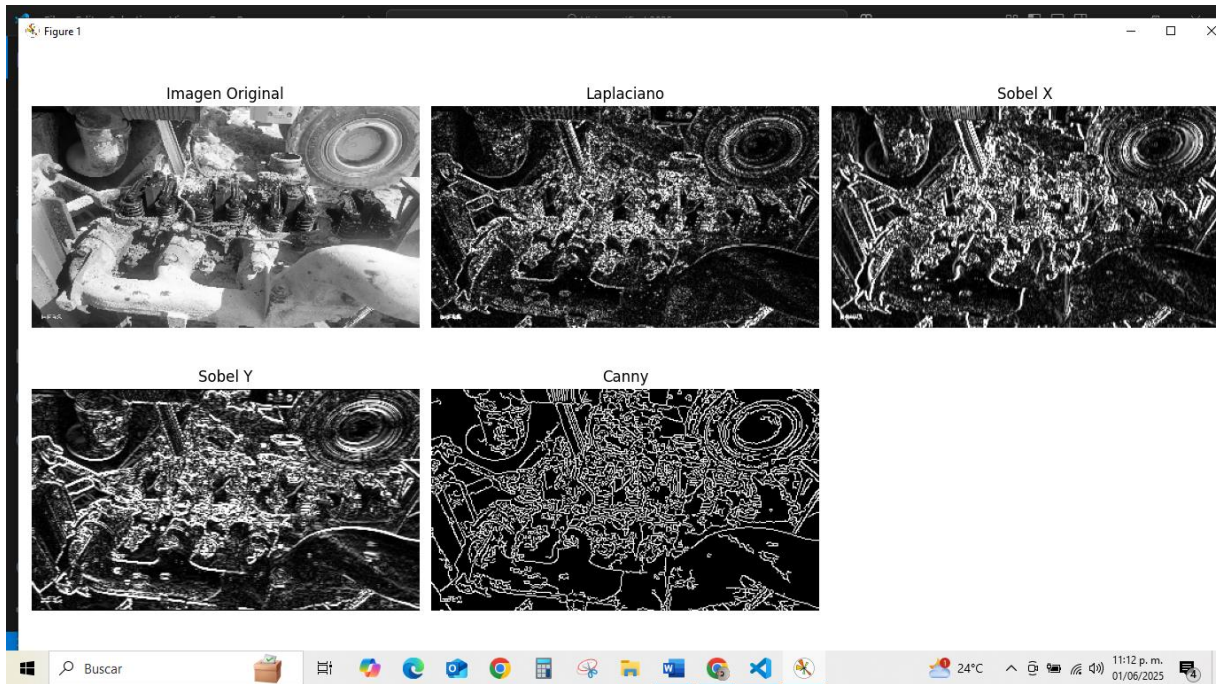 Figure 1
Imagen Original
Laplaciano
Sobel X
Sobel Y
Canny
Buscar
24°C
11:12 p. m.
01/06/2025